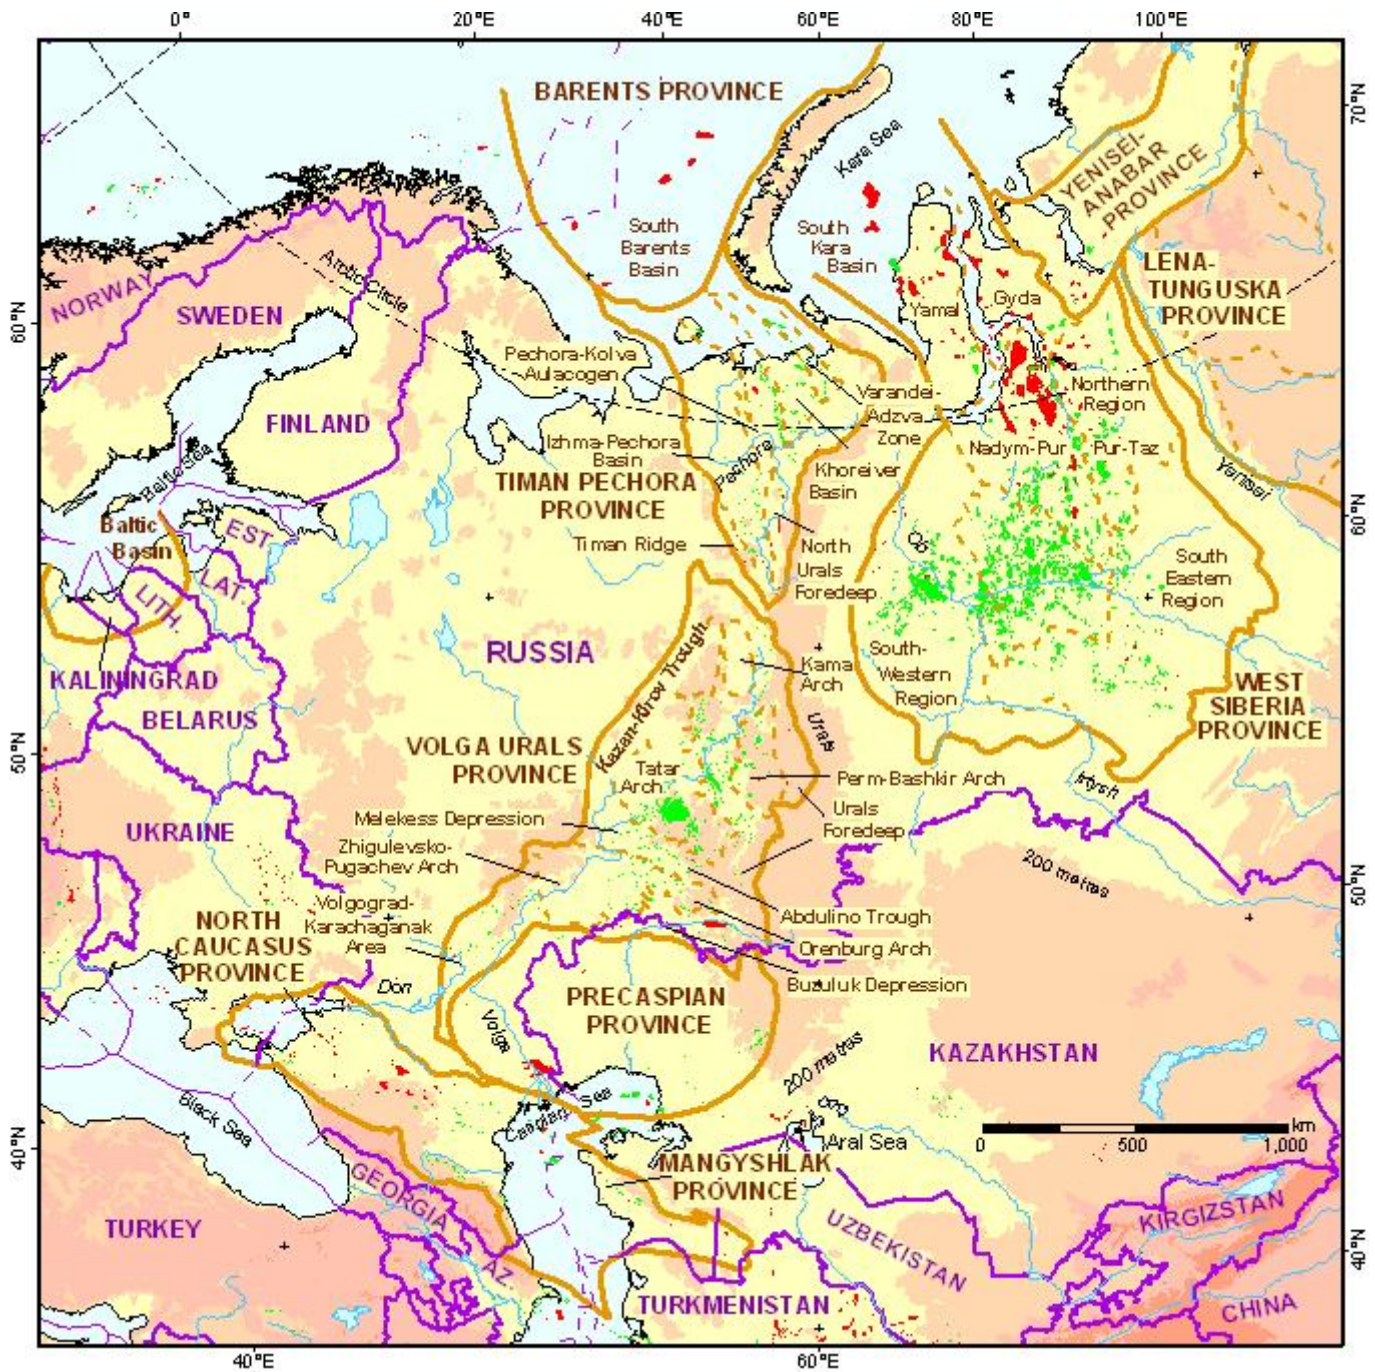 0°
20°E
40°E
60°E
80°E
100°E
70°N
BARENTS PROVINCE
Kara Sea
YENISEI-
ANABAR
PROVINCE
South
Barents
Basin
South
Kara
Basin
NORWAY
Arctic Circle
SWEDEN
LENA-
TUNGUSKA
PROVINCE
Yamal
Gyda
60°N
Pechora-Kolva
Aulacogen
Varandei-
Adzva
Zone
Northern
Region
FINLAND
Izhma-Pechora
Basin
Pechora
Khoreiver
Basin
Nadym-Pur
Pur-Taz
Yenisei
Baltic Sea
TIMAN PECHORA
PROVINCE
60°N
Baltic
Basin
EST.
Timan Ridge
North
Urals
Foredeep
Ob
South
Eastern
Region
LAT.
LITH.
RUSSIA
Kazan-Kirov Trough
Kama
Arch
South-
Western
Region
KALININGRAD
BELARUS
WEST
SIBERIA
PROVINCE
Urals
50°N
VOLGA URALS
PROVINCE
Tatar
Arch
Perm-Bashkir Arch
Irtysh
Melekess Depression
Urals
Foredeep
UKRAINE
Zhigulevsko-
Pugachev Arch
200 metres
50°N
Volgograd-
Karachaganak
Area
NORTH
CAUCASUS
PROVINCE
Abdulino Trough
Orenburg Arch
Buzuluk Depression
Don
PRECASPIAN
PROVINCE
Volga
KAZAKHSTAN
200 metres
Black Sea
Caspian Sea
Aral Sea
0
500
1,000
km
40°N
MANGYSHLAK
PROVINCE
GEORGIA
TURKEY
AZ.
UZBEKISTAN
KIRGIZSTAN
40°N
TURKMENISTAN
CHINA
40°E
60°E